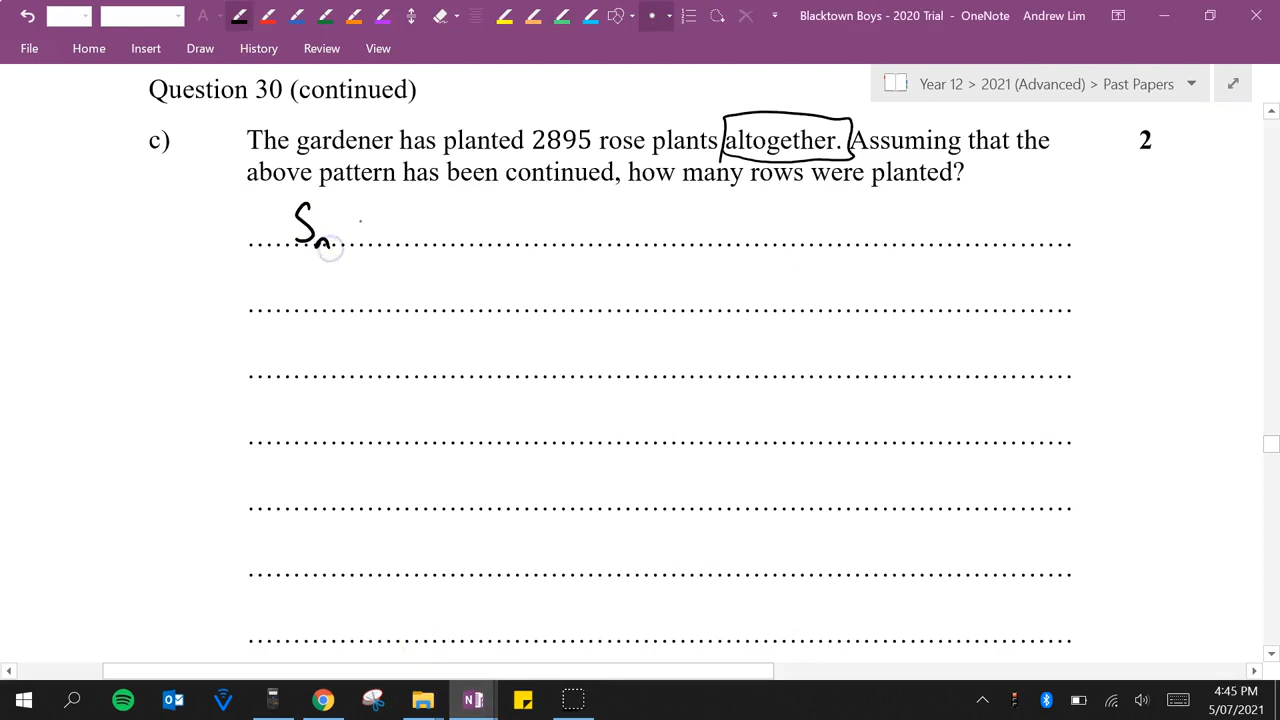 Blacktown Boys - 2020 Trial - OneNote
Andrew Lim
File Home Insert Draw History Review View
Question 30 (continued)
Year 12 > 2021 (Advanced) > Past Papers
c) The gardener has planted 2895 rose plants altogether. Assuming that the 2
above pattern has been continued, how many rows were planted?
Sn
4:45 PM
5/07/2021